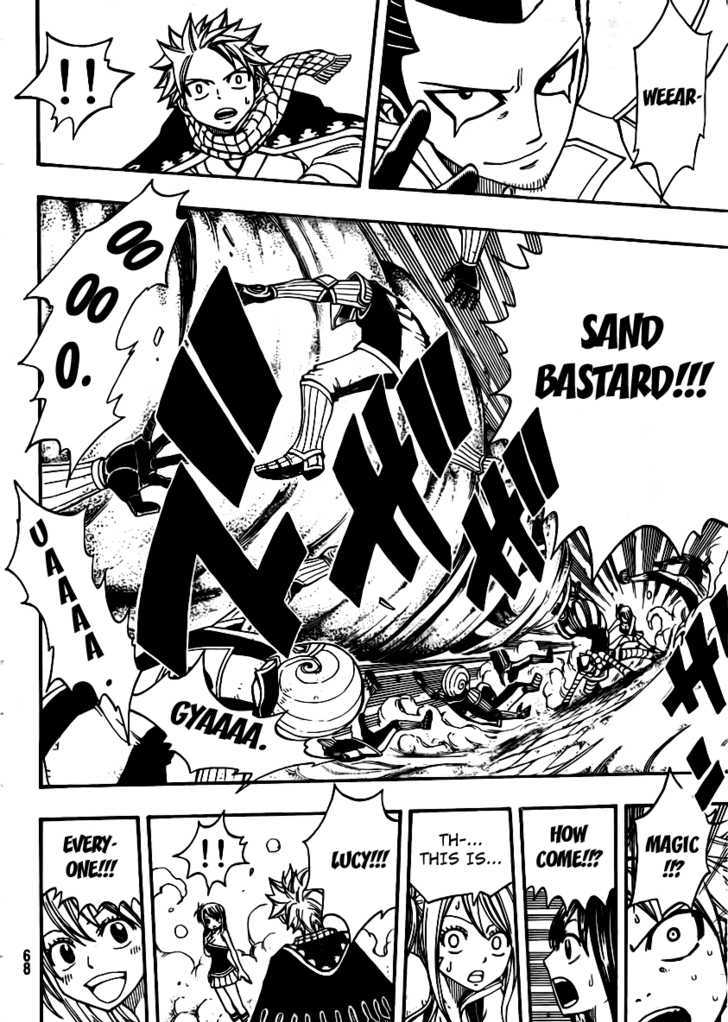 WEEAR-
!!
SAND
BASTARD!!!
OO
OO
O.
UAAAA.
GYAAAA.
MAGIC
!!?
HOW
COME!!?
TH-...
THIS IS...
LUCY!!!
!!
EVERY-
ONE!!!
68